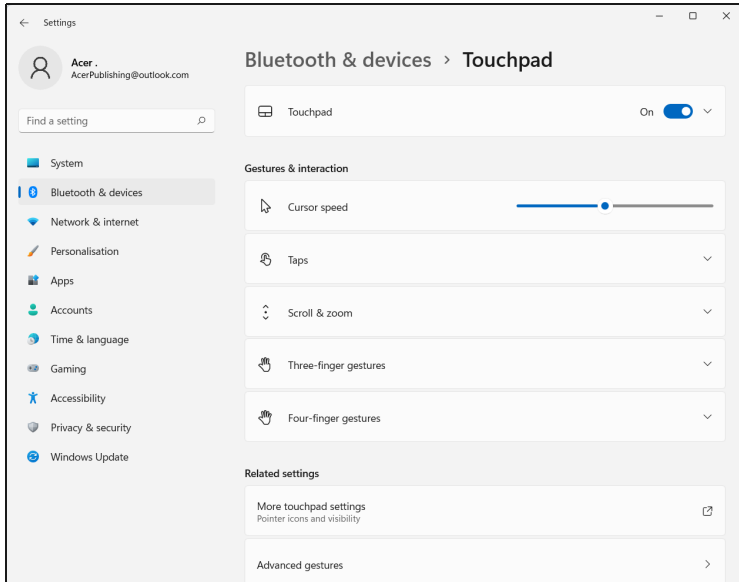 Settings
Acer .
AcerPublishing@outlook.com
Find a setting
System
Bluetooth & devices
Network & internet
Personalisation
Apps
Accounts
Time & language
Gaming
Accessibility
Privacy & security
Windows Update
Bluetooth & devices > Touchpad
Touchpad
On
Gestures & interaction
Cursor speed
Taps
Scroll & zoom
Three-finger gestures
Four-finger gestures
Related settings
More touchpad settings
Pointer icons and visibility
Advanced gestures